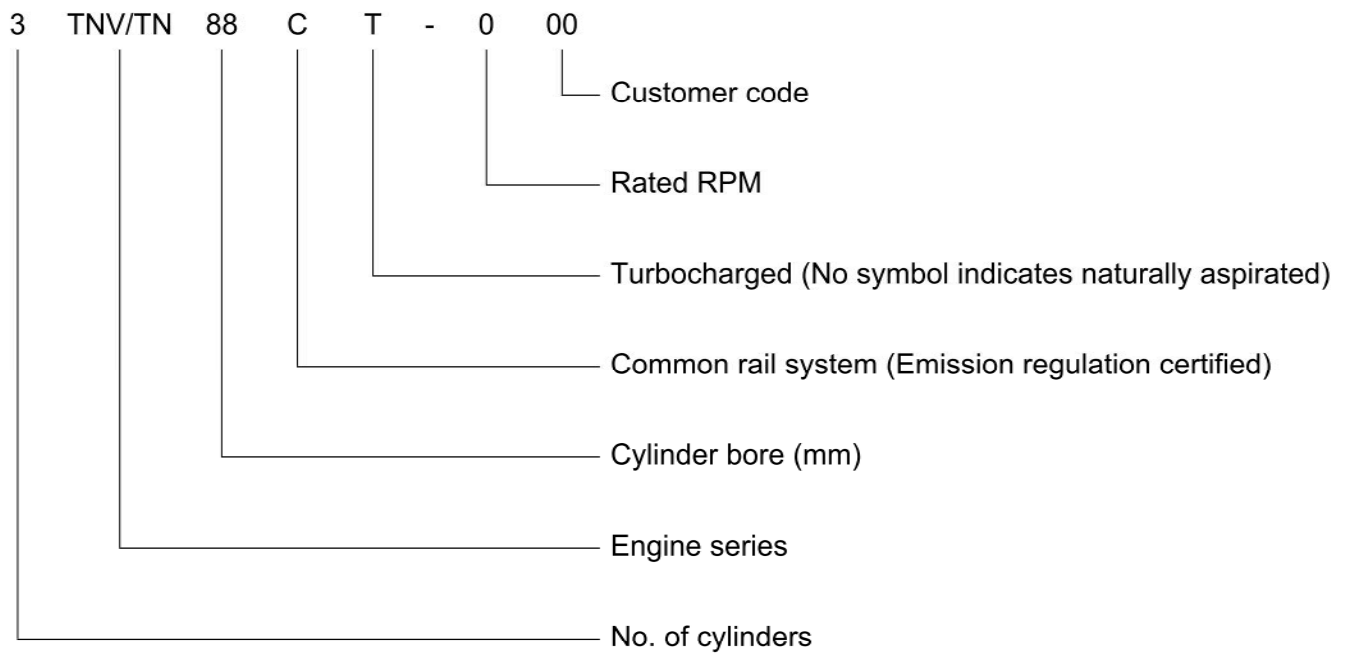 3 TNV/TN 88 C T - 0 00
Customer code
Rated RPM
Turbocharged (No symbol indicates naturally aspirated)
Common rail system (Emission regulation certified)
Cylinder bore (mm)
Engine series
No. of cylinders